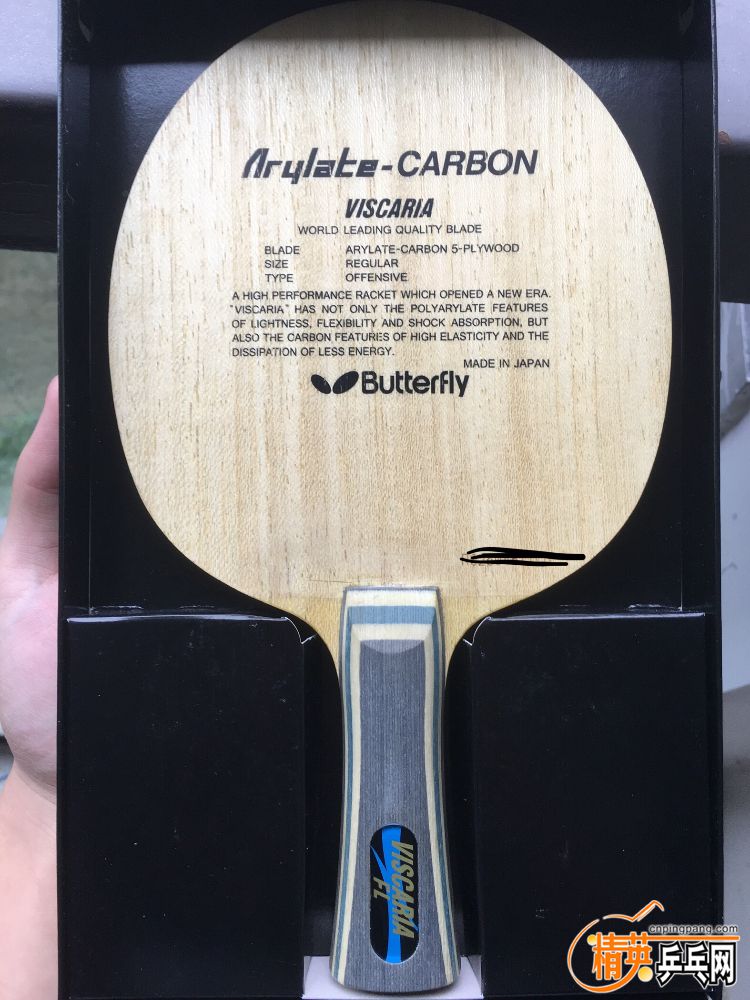 Arylate-CARBON
VISCARIA
WORLD LEADING QUALITY BLADE
BLADE ARYLATE-CARBON 5-PLYWOOD
SIZE REGULAR
TYPE OFFENSIVE
A HIGH PERFORMANCE RACKET WHICH OPENED A NEW ERA.
"VISCARIA" HAS NOT ONLY THE POLYARYLATE FEATURES
OF LIGHTNESS, FLEXIBILITY AND SHOCK ABSORPTION, BUT
ALSO THE CARBON FEATURES OF HIGH ELASTICITY AND THE
DISSIPATION OF LESS ENERGY.
MADE IN JAPAN
Butterfly
VISCARIA
FL
cnpingpang.com
精英乒乓网